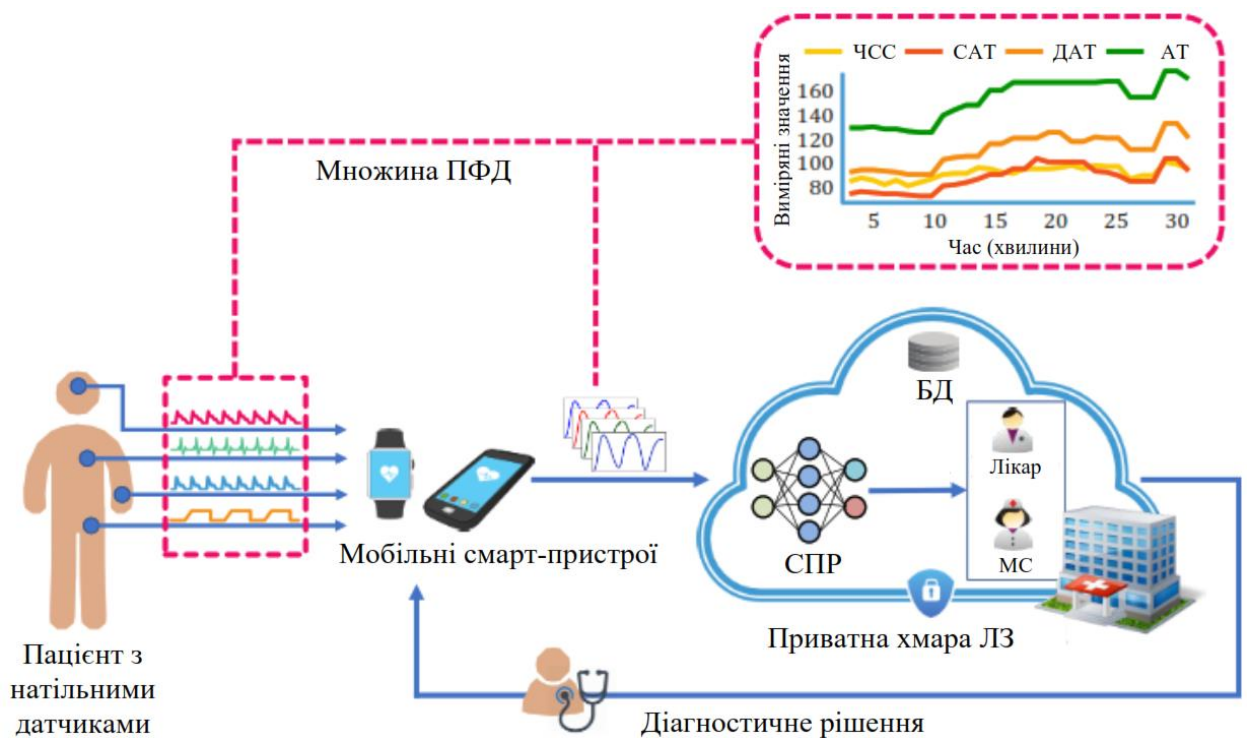 ЧСС САТ ДАТ АТ
Виміряні значення
160
140
120
100
80
5 10 15 20 25 30
Час (хвилини)
Множина ПФД
БД
Лікар
МС
СПР
Мобільні смарт-пристрої
Приватна хмара ЛЗ
Пацієнт з
натільними
датчиками
Діагностичне рішення